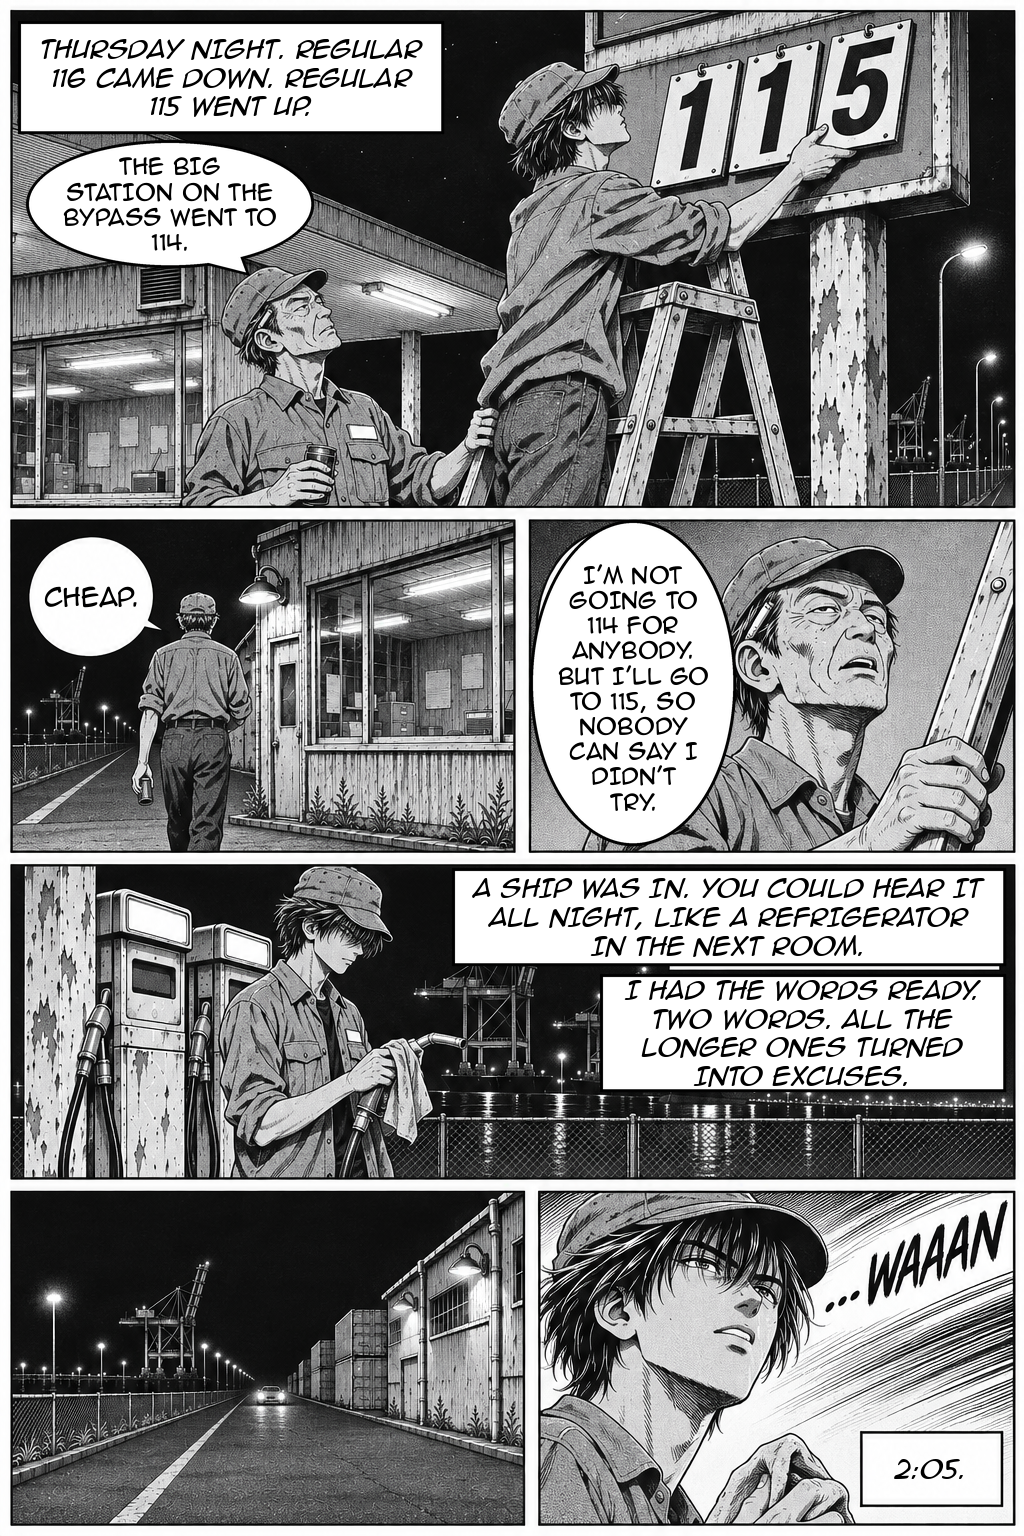 THURSDAY NIGHT. REGULAR
116 CAME DOWN. REGULAR
115 WENT UP.
115
THE BIG
STATION ON THE
BYPASS WENT TO
114.
CHEAP.
I'M NOT
GOING TO
114 FOR
ANYBODY.
BUT I'LL GO
TO 115, SO
NOBODY
CAN SAY I
DIDN'T
TRY.
A SHIP WAS IN. YOU COULD HEAR IT
ALL NIGHT, LIKE A REFRIGERATOR
IN THE NEXT ROOM.
I HAD THE WORDS READY.
TWO WORDS. ALL THE
LONGER ONES TURNED
INTO EXCUSES.
...WAAAN
2:05.